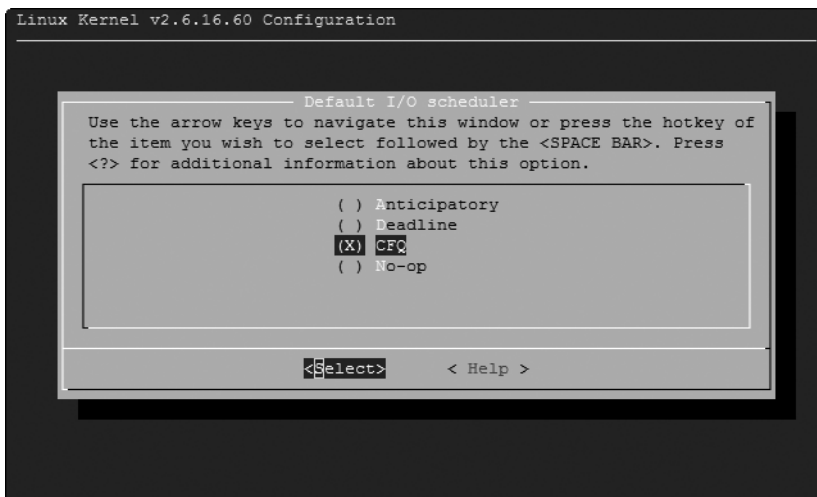 Linux Kernel v2.6.16.60 Configuration
Default I/O scheduler
Use the arrow keys to navigate this window or press the hotkey of
the item you wish to select followed by the <SPACE BAR>. Press
<?> for additional information about this option.
( ) Anticipatory
( ) Deadline
(X) CFQ
( ) No-op
<Select> < Help >